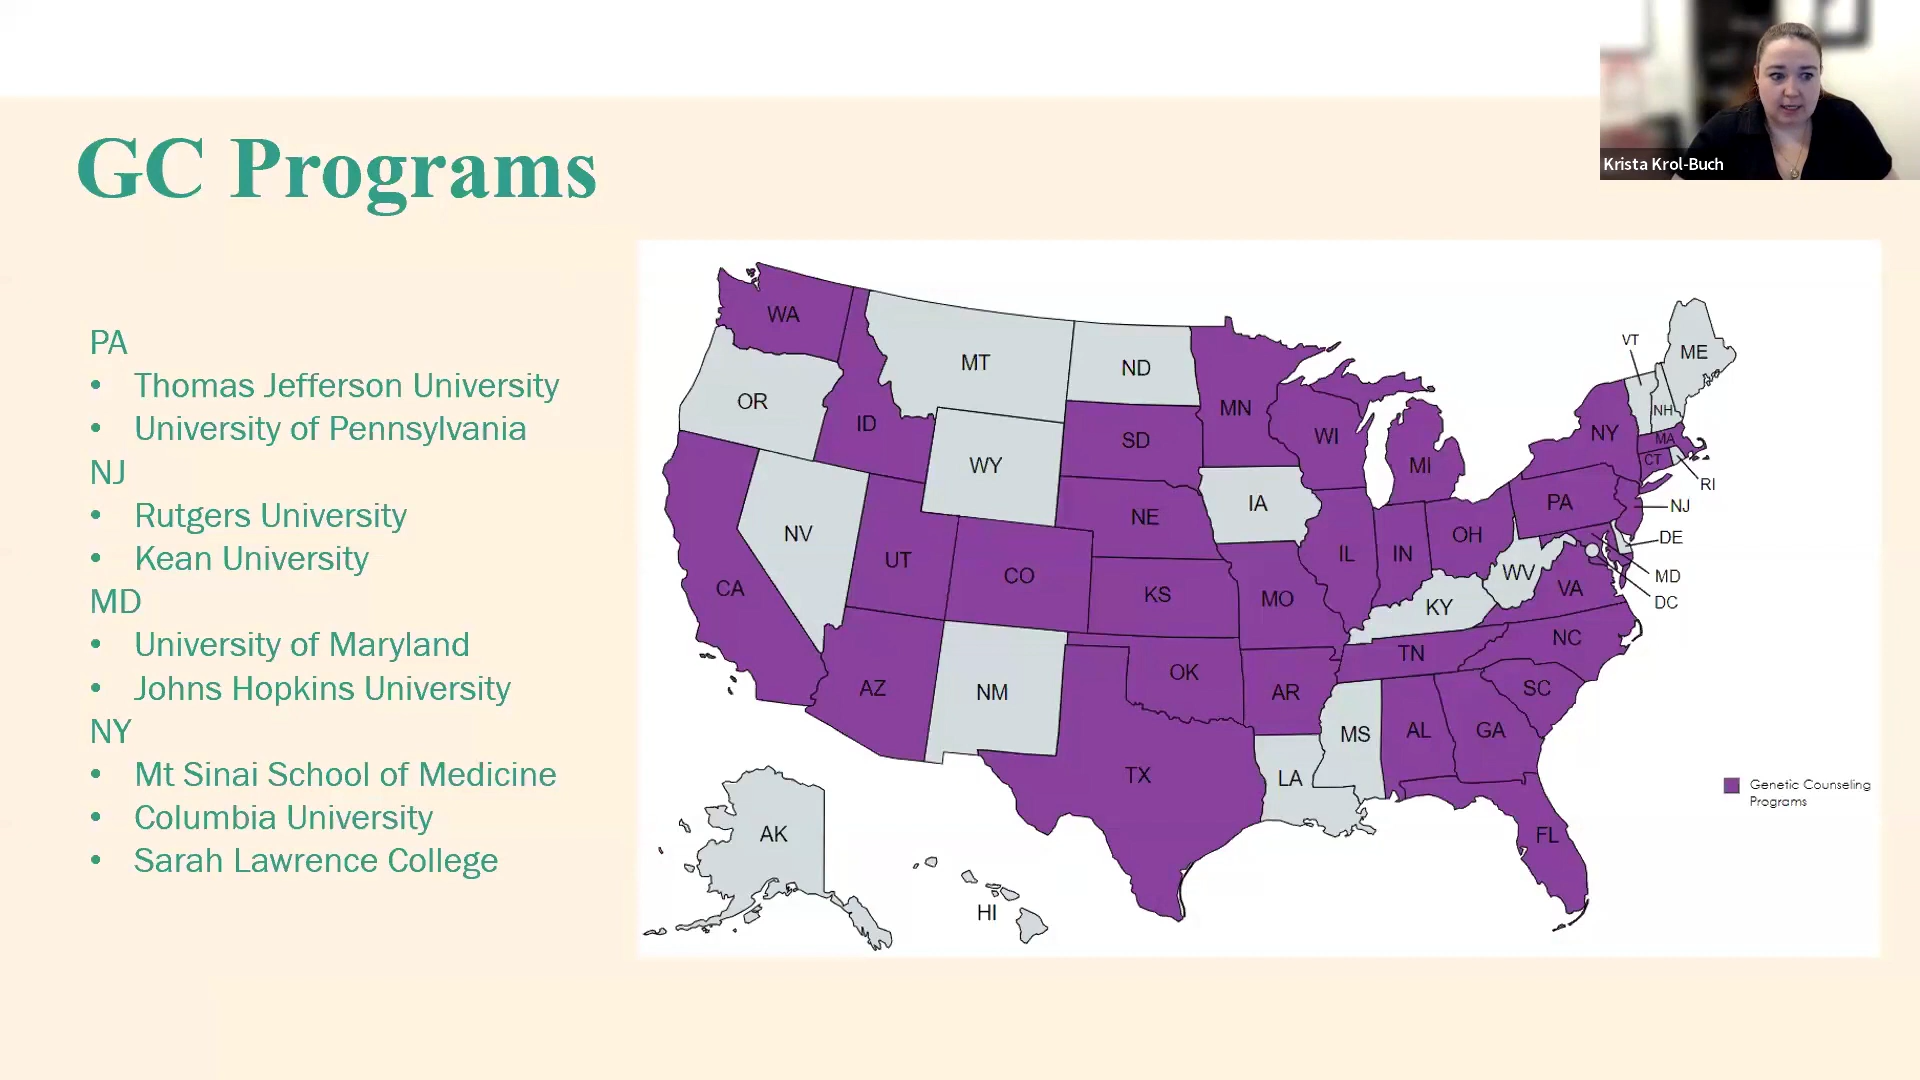 Krista Krol-Buch
GC Programs
PA
• Thomas Jefferson University
• University of Pennsylvania
NJ
• Rutgers University
• Kean University
MD
• University of Maryland
• Johns Hopkins University
NY
• Mt Sinai School of Medicine
• Columbia University
• Sarah Lawrence College
WA
MT
ND
OR
ID
MN
VT
ME
NH
SD
WI
MI
NY
MA
CT
RI
WY
IA
PA
NJ
NE
NV
UT
CO
IL
IN
OH
DE
CA
KS
MO
KY
WV
VA
MD
DC
NC
TN
AZ
NM
OK
AR
SC
MS
AL
GA
TX
LA
FL
AK
HI
Genetic Counseling
Programs